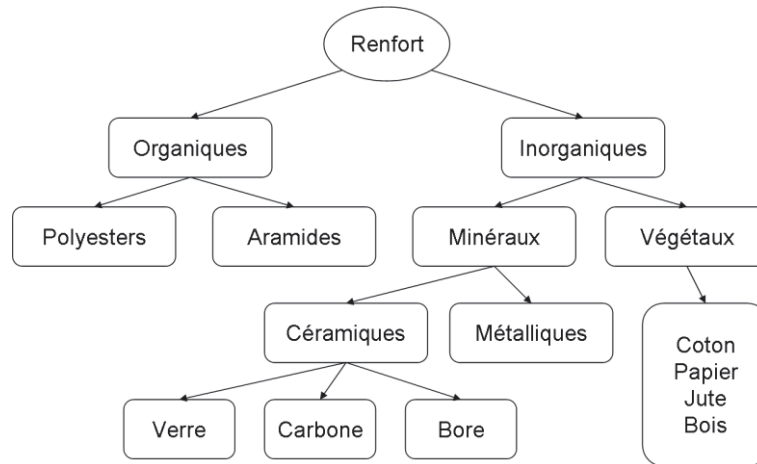 Renfort
Organiques
Inorganiques
Polyesters
Aramides
Minéraux
Végétaux
Céramiques
Métalliques
Coton
Papier
Jute
Bois
Verre
Carbone
Bore